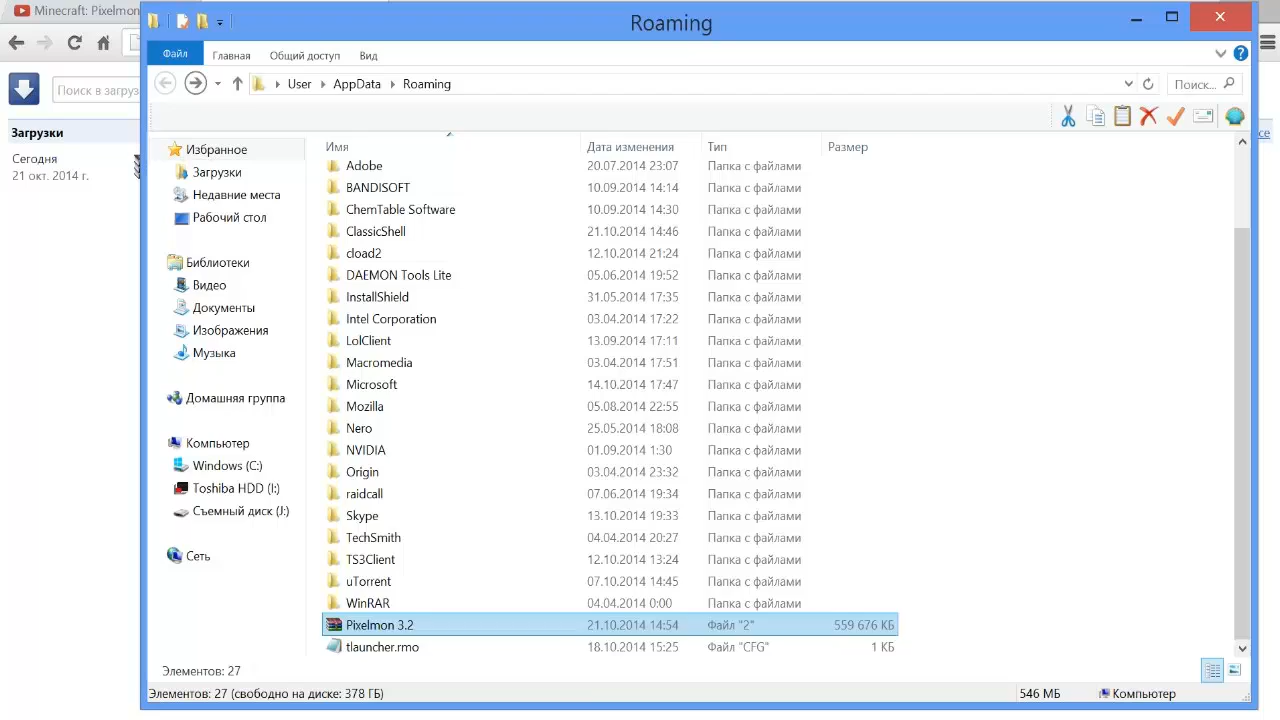 Minecraft: Pixelmon
Roaming
Файл Главная Общий доступ Вид
User AppData Roaming Поиск...
Поиск в загруз
Загрузки
Сегодня
21 окт. 2014 г.
все
Избранное
Загрузки
Недавние места
Рабочий стол
Библиотеки
Видео
Документы
Изображения
Музыка
Домашняя группа
Компьютер
Windows (C:)
Toshiba HDD (I:)
Съемный диск (J:)
Сеть
Имя Дата изменения Тип Размер
Adobe 20.07.2014 23:07 Папка с файлами
BANDISOFT 10.09.2014 14:14 Папка с файлами
ChemTable Software 10.09.2014 14:30 Папка с файлами
ClassicShell 21.10.2014 14:46 Папка с файлами
cload2 12.10.2014 21:24 Папка с файлами
DAEMON Tools Lite 05.06.2014 19:52 Папка с файлами
InstallShield 31.05.2014 17:35 Папка с файлами
Intel Corporation 03.04.2014 17:22 Папка с файлами
LolClient 13.09.2014 17:11 Папка с файлами
Macromedia 03.04.2014 17:51 Папка с файлами
Microsoft 14.10.2014 17:47 Папка с файлами
Mozilla 05.08.2014 22:55 Папка с файлами
Nero 25.05.2014 18:08 Папка с файлами
NVIDIA 01.09.2014 1:30 Папка с файлами
Origin 03.04.2014 23:32 Папка с файлами
raidcall 07.06.2014 19:34 Папка с файлами
Skype 13.10.2014 19:33 Папка с файлами
TechSmith 04.04.2014 20:27 Папка с файлами
TS3Client 12.10.2014 13:24 Папка с файлами
uTorrent 07.10.2014 14:45 Папка с файлами
WinRAR 04.04.2014 0:00 Папка с файлами
Pixelmon 3.2 21.10.2014 14:54 Файл "2" 559 676 КБ
tlauncher.rmo 18.10.2014 15:25 Файл "CFG" 1 КБ
Элементов: 27
Элементов: 27 (свободно на диске: 378 ГБ) 546 МБ Компьютер